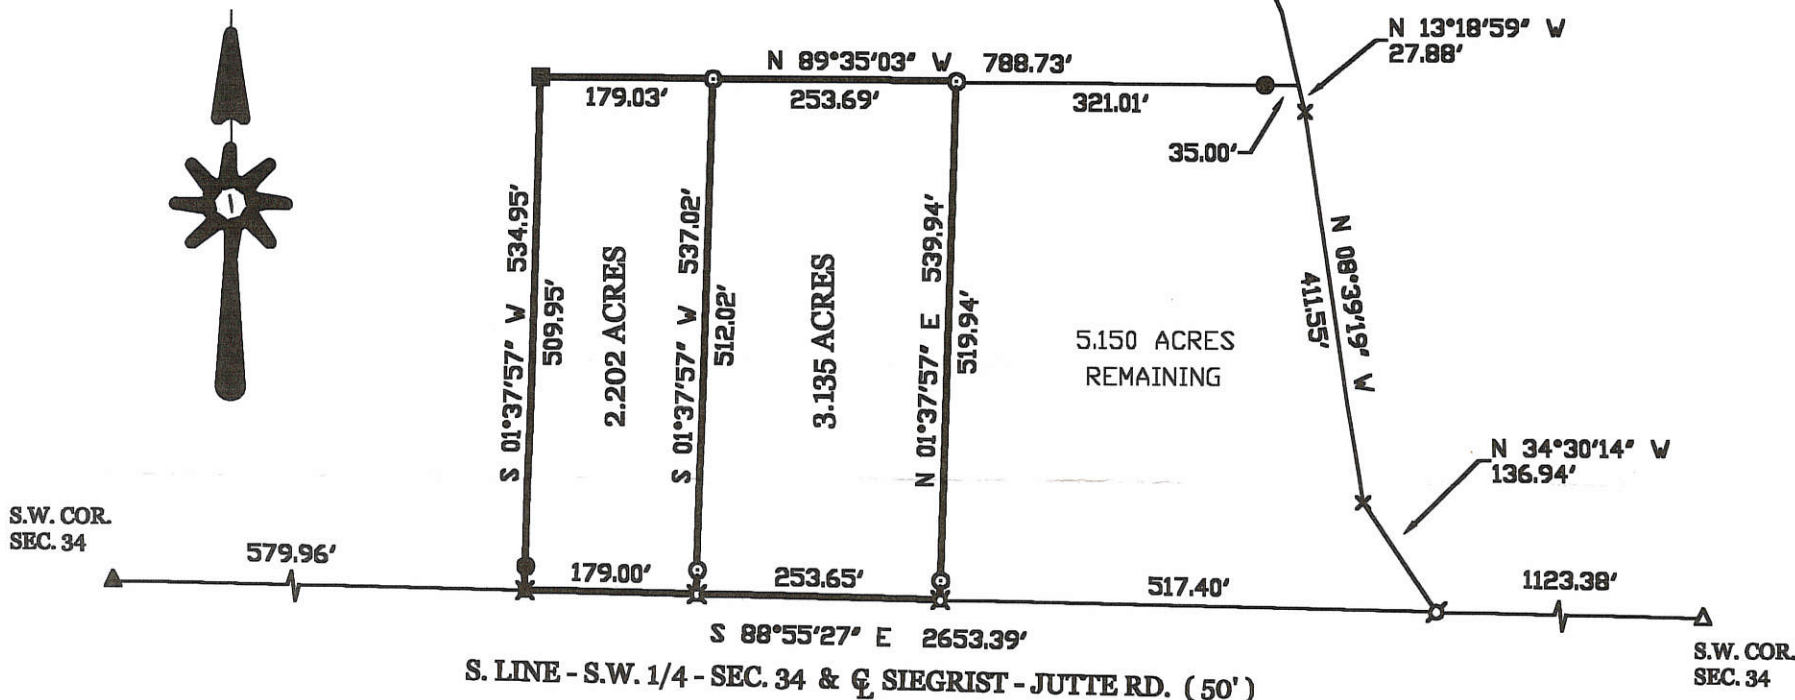 N 13°18'59" W
27.88'
N 89°35'03" W 788.73'
179.03'
253.69'
321.01'
35.00'
S 01°37'57" W 534.95'
509.95'
2.202 ACRES
S 01°37'57" W 537.02'
512.02'
3.135 ACRES
N 01°37'57" E 539.94'
519.94'
5.150 ACRES
REMAINING
N 08°39'19" W
411.55'
N 34°30'14" W
136.94'
S.W. COR.
SEC. 34
579.96'
179.00'
253.65'
517.40'
1123.38'
S 88°55'27" E 2653.39'
S. LINE - S.W. 1/4 - SEC. 34 & ℄ SIEGRIST - JUTTE RD. ( 50' )
S.W. COR.
SEC. 34